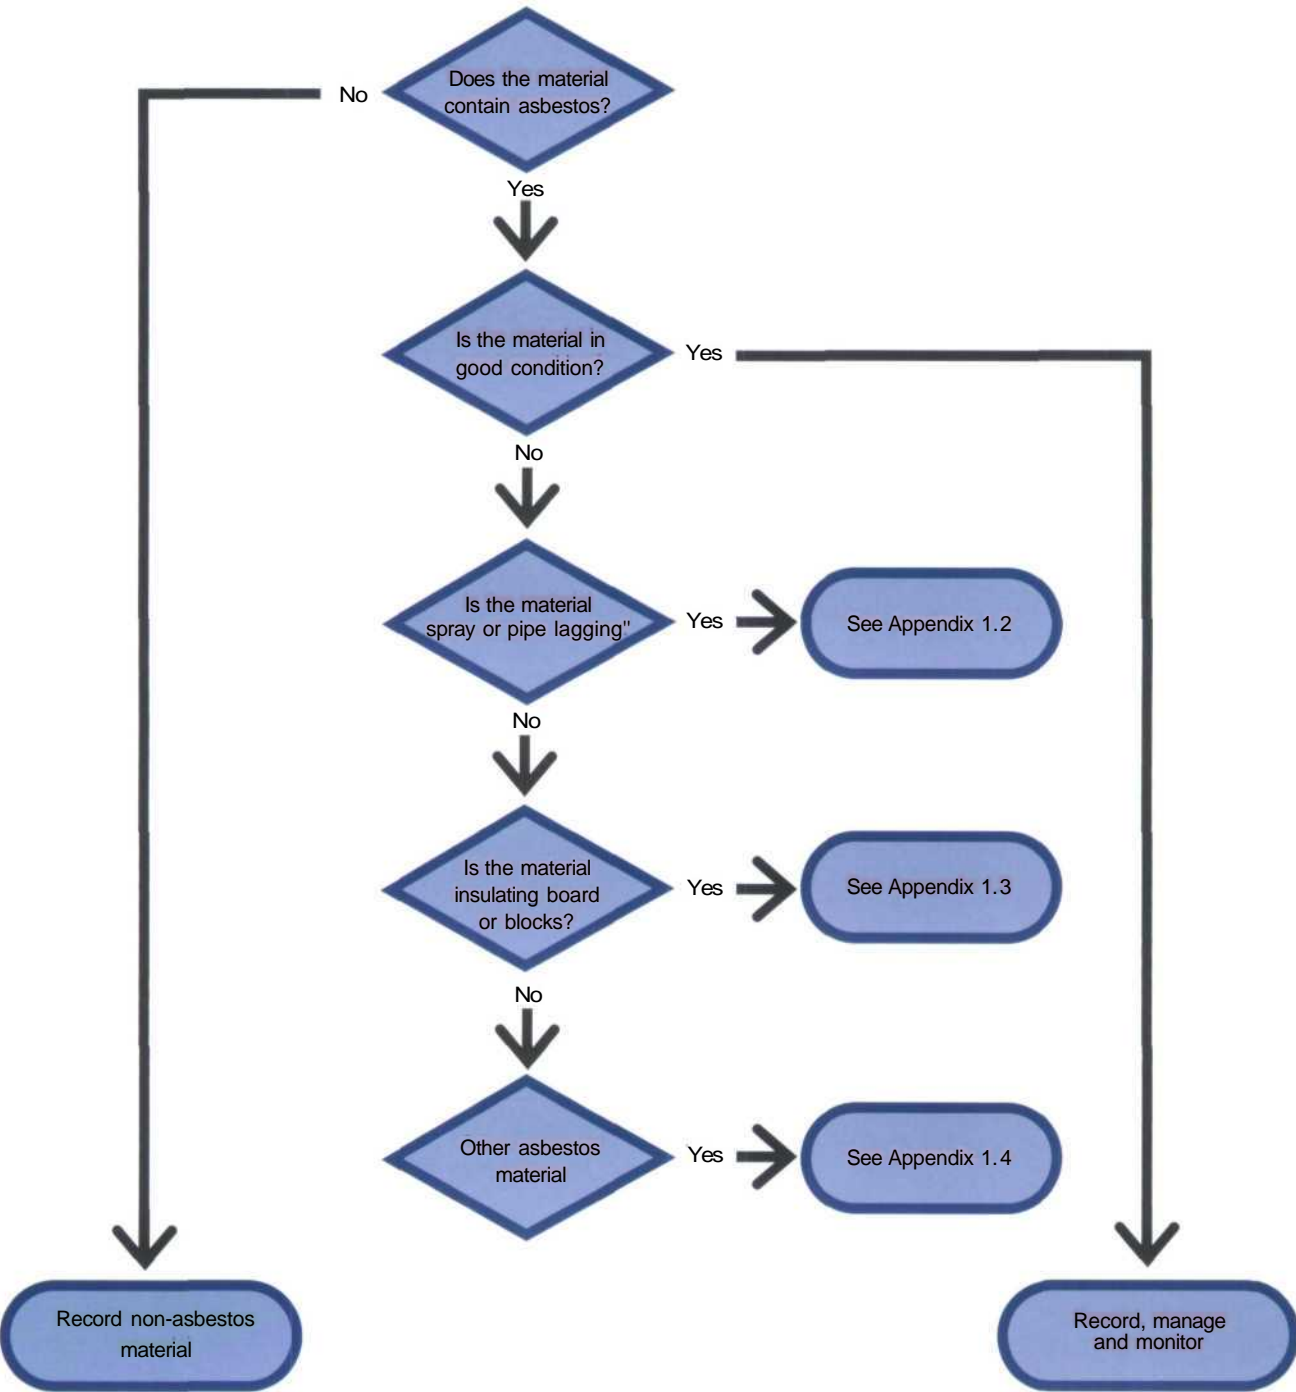 Does the material
contain asbestos?
No
Yes
Is the material in
good condition?
Yes
No
Is the material
spray or pipe lagging"
Yes
See Appendix 1.2
No
Is the material
insulating board
or blocks?
Yes
See Appendix 1.3
No
Other asbestos
material
Yes
See Appendix 1.4
Record non-asbestos
material
Record, manage
and monitor